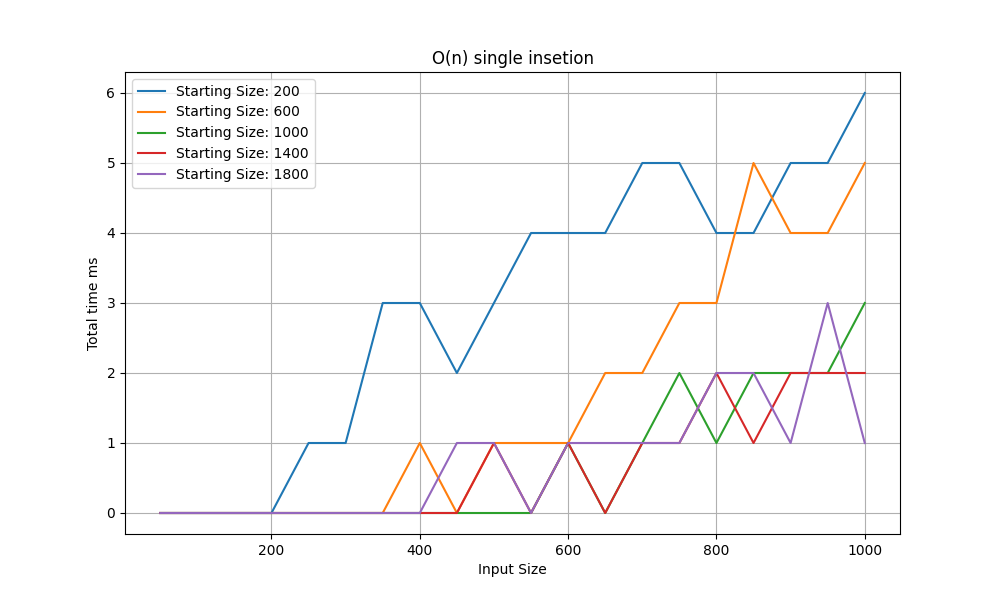 O(n) single insetion
Starting Size: 200
Starting Size: 600
Starting Size: 1000
Starting Size: 1400
Starting Size: 1800
6
5
4
3
2
1
0
Total time ms
200 400 600 800 1000
Input Size